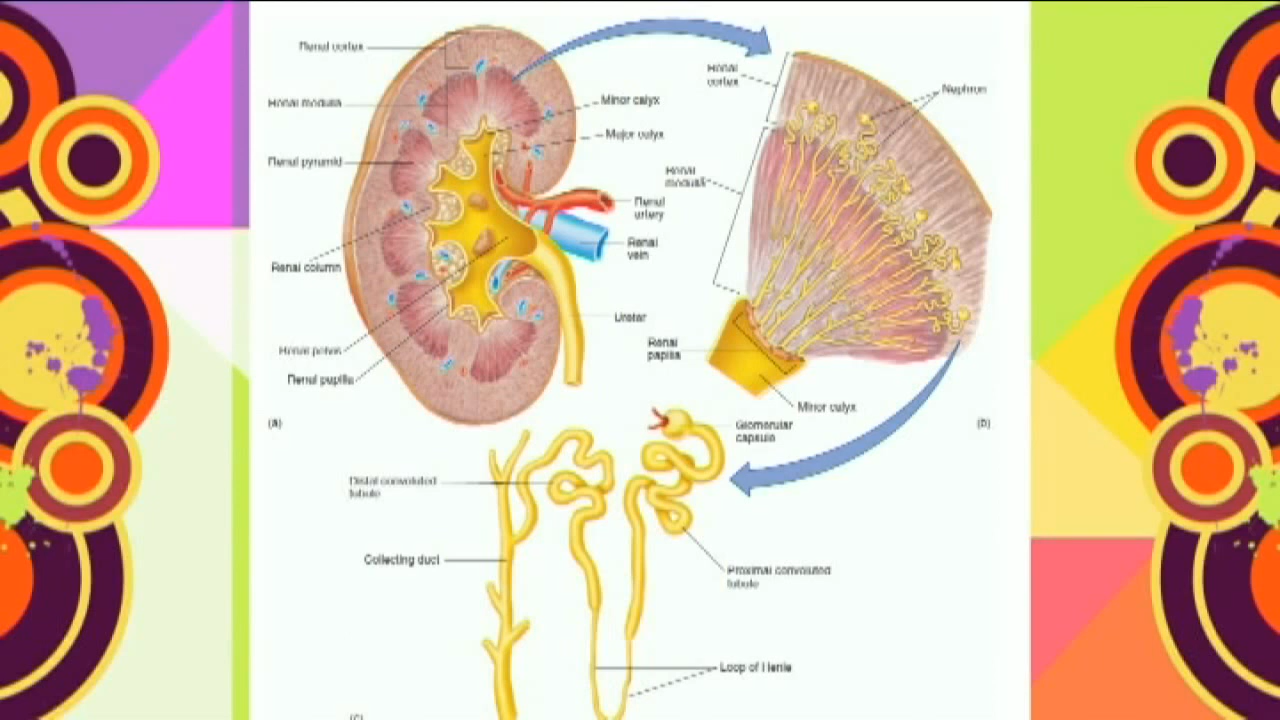 Renal cortex
Renal medulla
Renal pyramid
Renal column
Renal pelvis
Renal papilla
(a)
Minor calyx
Major calyx
Renal
artery
Renal
vein
Ureter
Renal
cortex
Nephron
Renal
medulla
Renal
papilla
Minor calyx
(b)
Glomerular
capsule
Distal convoluted
tubule
Collecting duct
Proximal convoluted
tubule
Loop of Henle
(c)